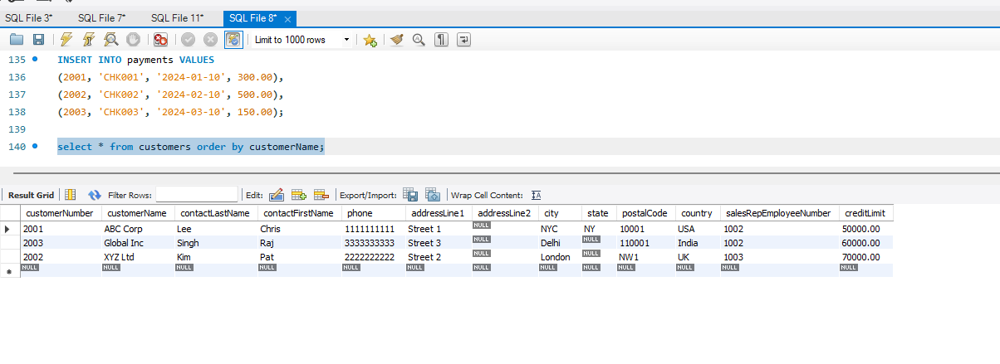 SQL File 3* SQL File 7* SQL File 11* SQL File 8* ×
Limit to 1000 rows
135 INSERT INTO payments VALUES
136 (2001, 'CHK001', '2024-01-10', 300.00),
137 (2002, 'CHK002', '2024-02-10', 500.00),
138 (2003, 'CHK003', '2024-03-10', 150.00);
139
140 select * from customers order by customerName;
Result Grid Filter Rows: Edit: Export/Import: Wrap Cell Content: IA
customerNumber customerName contactLastName contactFirstName phone addressLine1 addressLine2 city state postalCode country salesRepEmployeeNumber creditLimit
2001 ABC Corp Lee Chris 1111111111 Street 1 NULL NYC NY 10001 USA 1002 50000.00
2003 Global Inc Singh Raj 3333333333 Street 3 NULL Delhi NULL 110001 India 1002 60000.00
2002 XYZ Ltd Kim Pat 2222222222 Street 2 NULL London NULL NW1 UK 1003 70000.00
NULL NULL NULL NULL NULL NULL NULL NULL NULL NULL NULL NULL NULL